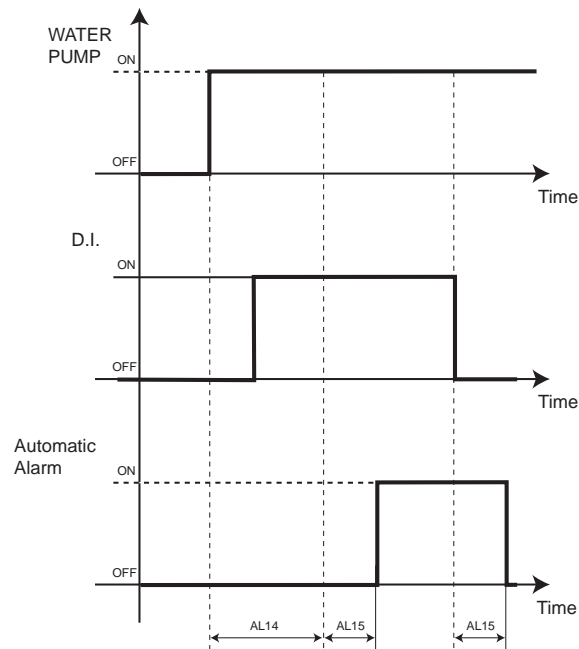 WATER
PUMP
ON
OFF
Time
D.I.
ON
OFF
Time
Automatic
Alarm
ON
OFF
Time
AL14
AL15
AL15